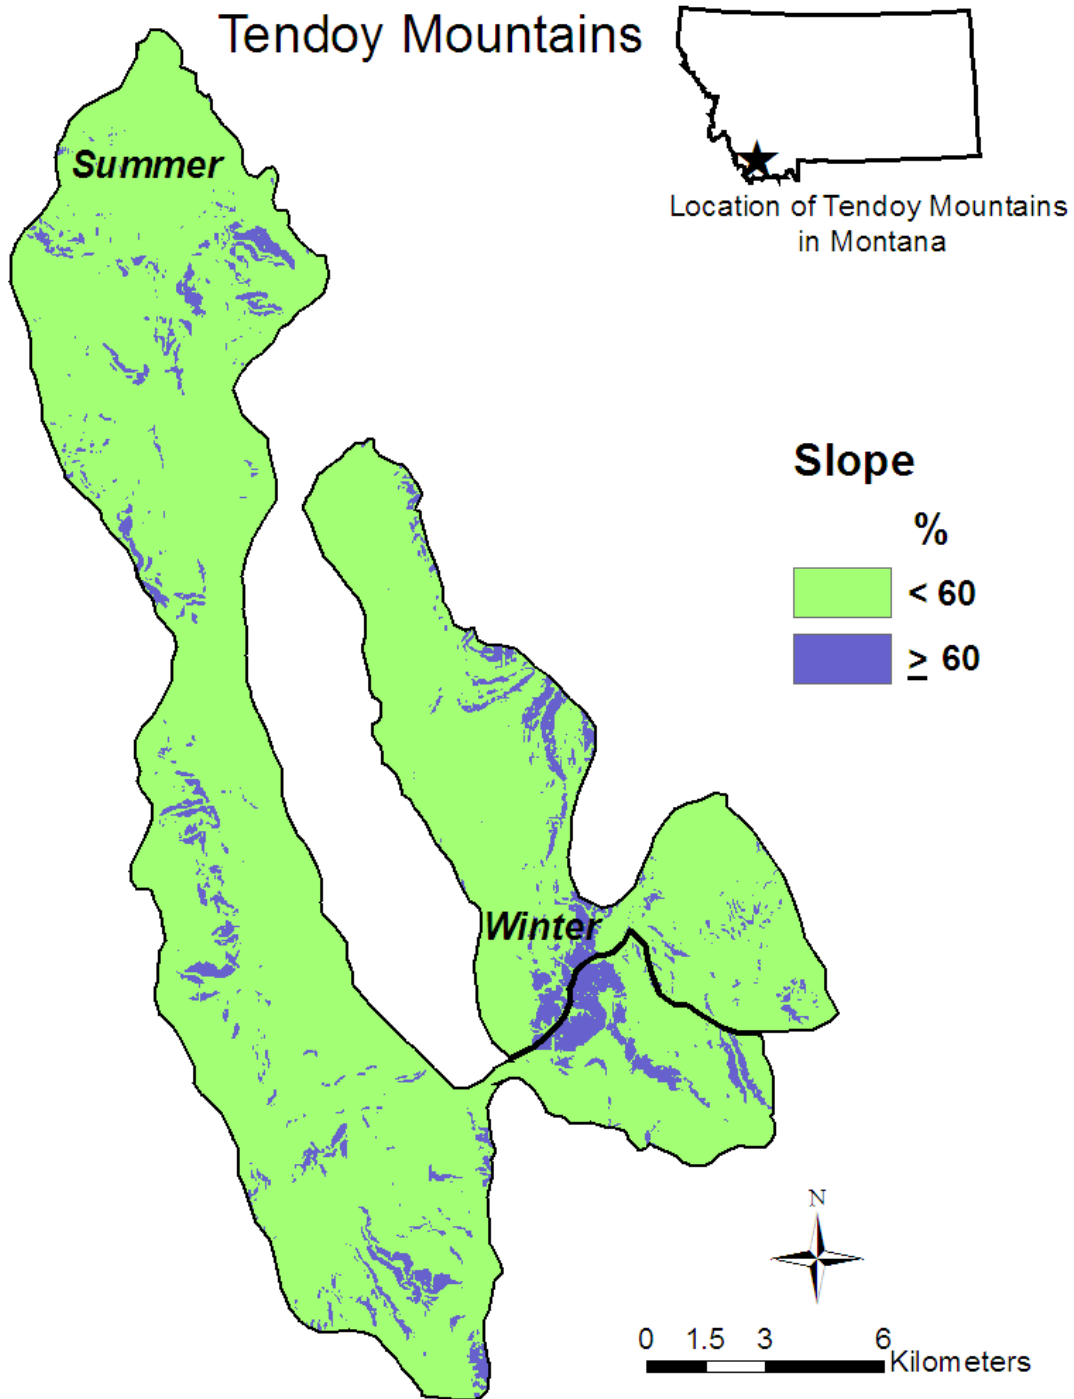 Tendoy Mountains
Location of Tendoy Mountains
in Montana
Summer
Slope
%
< 60
≥ 60
Winter
N
0 1.5 3 6
Kilometers